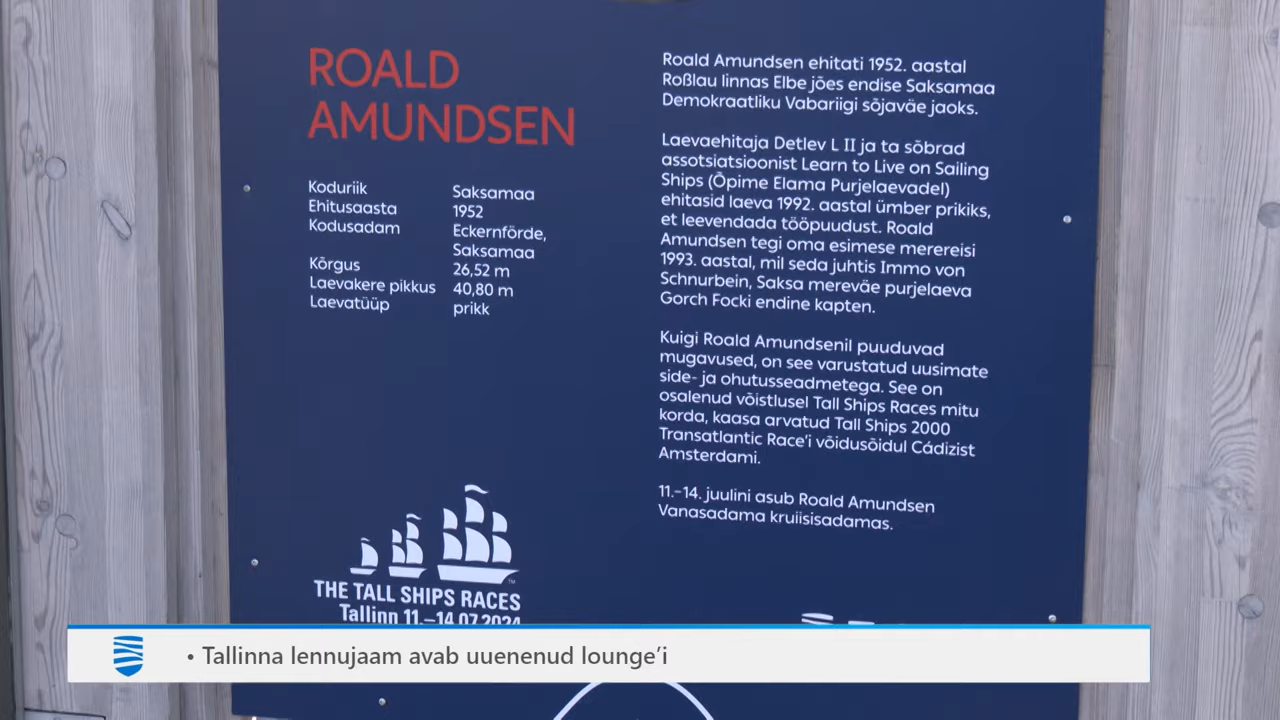 ROALD
AMUNDSEN
Koduriik Saksamaa
Ehitusaasta 1952
Kodusadam Eckernförde,
Saksamaa
Kõrgus 26,52 m
Laevakere pikkus 40,80 m
Laevatüüp prikk
THE TALL SHIPS RACES
Tallinn 11.–14.07.2024
Roald Amundsen ehitati 1952. aastal
Roßlau linnas Elbe jões endise Saksamaa
Demokraatliku Vabariigi sõjaväe jaoks.
Laevaehitaja Detlev L II ja ta sõbrad
assotsiatsioonist Learn to Live on Sailing
Ships (Õpime Elama Purjelaevadel)
ehitasid laeva 1992. aastal ümber prikiks,
et leevendada tööpuudust. Roald
Amundsen tegi oma esimese merereisi
1993. aastal, mil seda juhtis Immo von
Schnurbein, Saksa mereväe purjelaeva
Gorch Focki endine kapten.
Kuigi Roald Amundsenil puuduvad
mugavused, on see varustatud uusimate
side- ja ohutusseadmetega. See on
osalenud võistlusel Tall Ships Races mitu
korda, kaasa arvatud Tall Ships 2000
Transatlantic Race'i võidusõidul Cádizist
Amsterdami.
11.–14. juulini asub Roald Amundsen
Vanasadama kruiisisadamas.
• Tallinna lennujaam avab uuenenud lounge'i